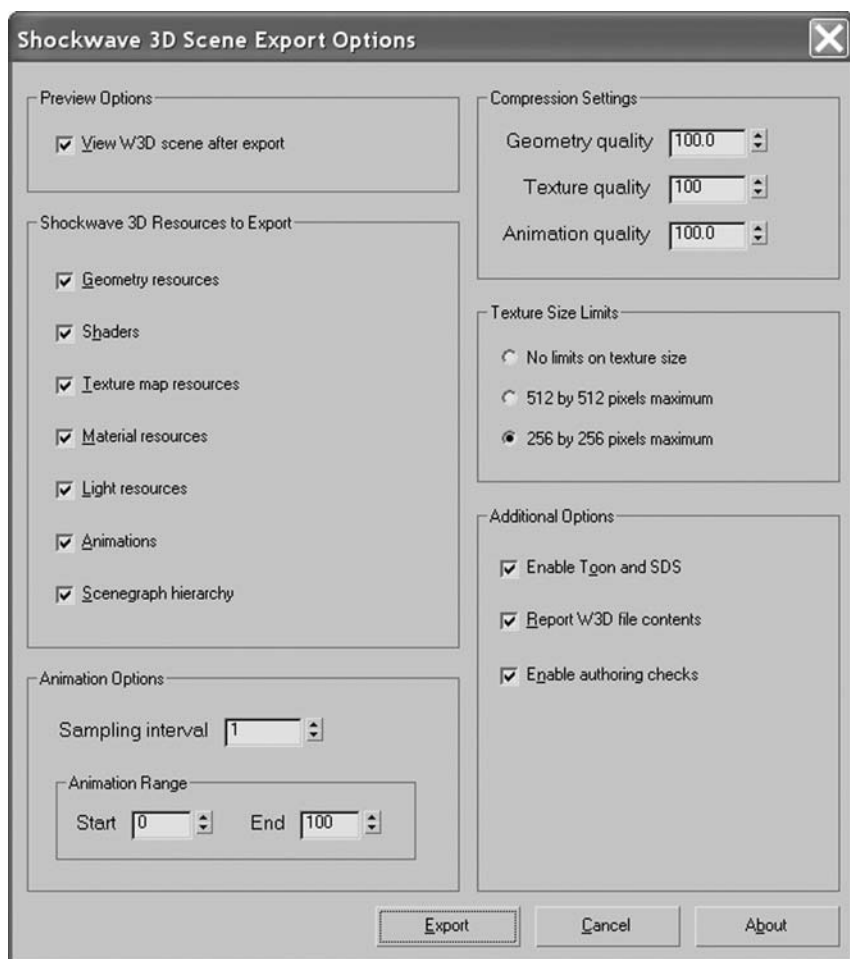 Shockwave 3D Scene Export Options
Preview Options
View W3D scene after export
Shockwave 3D Resources to Export
Geometry resources
Shaders
Texture map resources
Material resources
Light resources
Animations
Scenegraph hierarchy
Animation Options
Sampling interval 1
Animation Range
Start 0 End 100
Compression Settings
Geometry quality 100.0
Texture quality 100
Animation quality 100.0
Texture Size Limits
No limits on texture size
512 by 512 pixels maximum
256 by 256 pixels maximum
Additional Options
Enable Toon and SDS
Report W3D file contents
Enable authoring checks
Export Cancel About